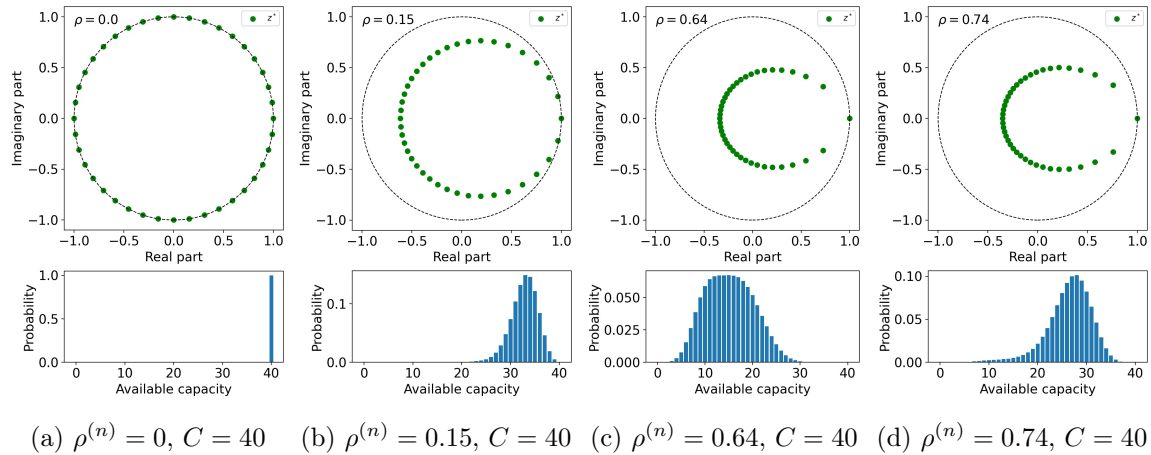 ρ = 0.0
z*
ρ = 0.15
z*
ρ = 0.64
z*
ρ = 0.74
z*
1.0
0.5
0.0
−0.5
−1.0
Imaginary part
−1.0 −0.5 0.0 0.5 1.0
Real part
1.0
0.5
0.0
−0.5
−1.0
Imaginary part
−1.0 −0.5 0.0 0.5 1.0
Real part
1.0
0.5
0.0
−0.5
−1.0
Imaginary part
−1.0 −0.5 0.0 0.5 1.0
Real part
1.0
0.5
0.0
−0.5
−1.0
Imaginary part
−1.0 −0.5 0.0 0.5 1.0
Real part
1.0
0.5
0.0
Probability
0 10 20 30 40
Available capacity
0.1
0.0
Probability
0 10 20 30 40
Available capacity
0.050
0.025
0.000
Probability
0 10 20 30 40
Available capacity
0.10
0.05
0.00
Probability
0 10 20 30 40
Available capacity
(a) ρ⁽ⁿ⁾ = 0, C = 40
(b) ρ⁽ⁿ⁾ = 0.15, C = 40
(c) ρ⁽ⁿ⁾ = 0.64, C = 40
(d) ρ⁽ⁿ⁾ = 0.74, C = 40